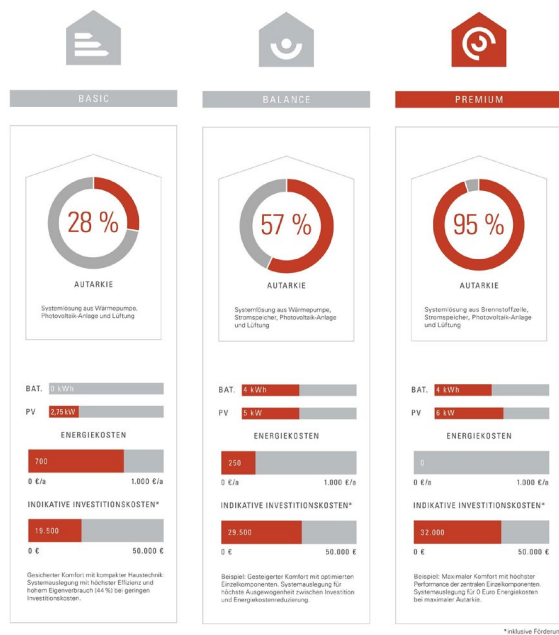 BASIC
28 %
AUTARKIE
Systemlösung aus Wärmepumpe,
Photovoltaik-Anlage und Lüftung
BAT. 0 kWh
PV 2,75 kW
ENERGIEKOSTEN
700
0 €/a 1.000 €/a
INDIKATIVE INVESTITIONSKOSTEN*
19.500
0 € 50.000 €
Gesicherter Komfort mit kompakter Haustechnik:
Systemauslegung mit höchster Effizienz und
hohem Eigenverbrauch (44 %) bei geringen
Investitionskosten.
BALANCE
57 %
AUTARKIE
Systemlösung aus Wärmepumpe,
Stromspeicher, Photovoltaik-Anlage
und Lüftung
BAT. 4 kWh
PV 5 kW
ENERGIEKOSTEN
250
0 €/a 1.000 €/a
INDIKATIVE INVESTITIONSKOSTEN*
29.500
0 € 50.000 €
Beispiel: Gesteigerter Komfort mit optimierten
Einzelkomponenten. Systemauslegung für
höchste Ausgewogenheit zwischen Investition
und Energiekostenreduzierung.
PREMIUM
95 %
AUTARKIE
Systemlösung aus Brennstoffzelle,
Stromspeicher, Photovoltaik-Anlage
und Lüftung
BAT. 4 kWh
PV 6 kW
ENERGIEKOSTEN
0
0 €/a 1.000 €/a
INDIKATIVE INVESTITIONSKOSTEN*
32.000
0 € 50.000 €
Beispiel: Maximaler Komfort mit höchster
Performance der zentralen Einzelkomponenten.
Systemauslegung für 0 Euro Energiekosten
bei maximaler Autarkie.
*inklusive Förderung